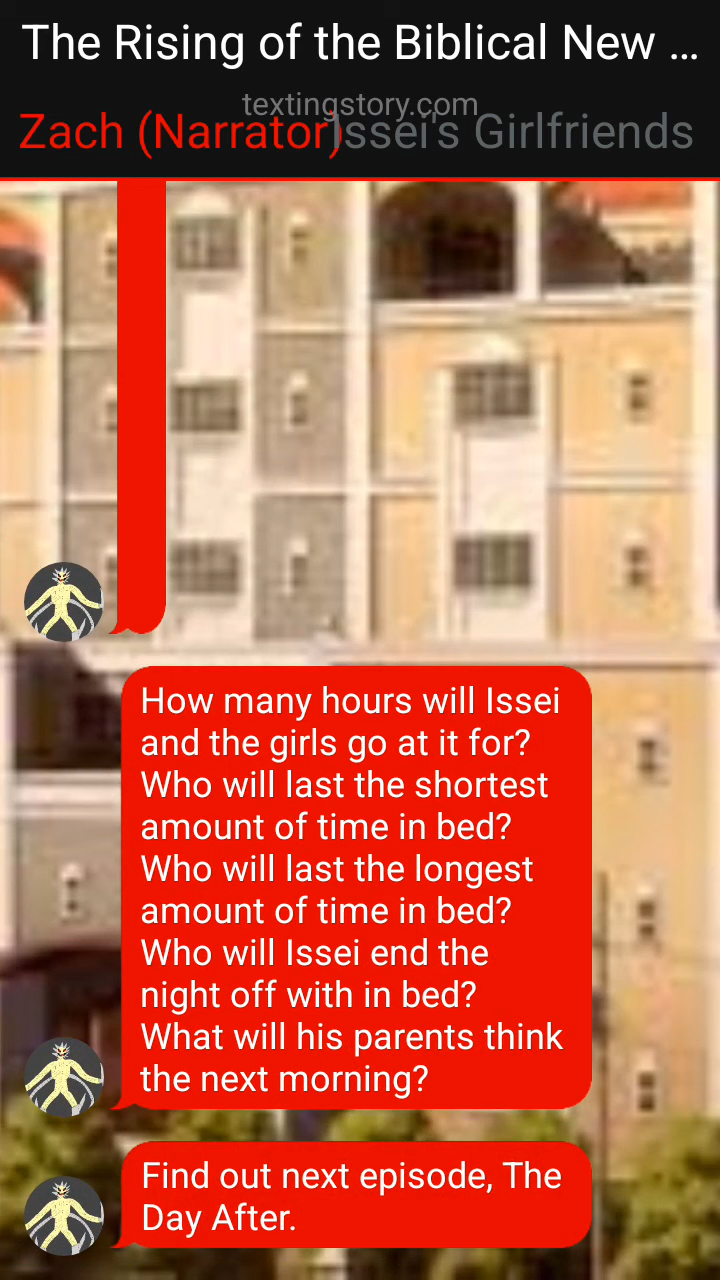 The Rising of the Biblical New ...
textingstory.com
Zach (Narrator)
Issei's Girlfriends
How many hours will Issei
and the girls go at it for?
Who will last the shortest
amount of time in bed?
Who will last the longest
amount of time in bed?
Who will Issei end the
night off with in bed?
What will his parents think
the next morning?
Find out next episode, The
Day After.